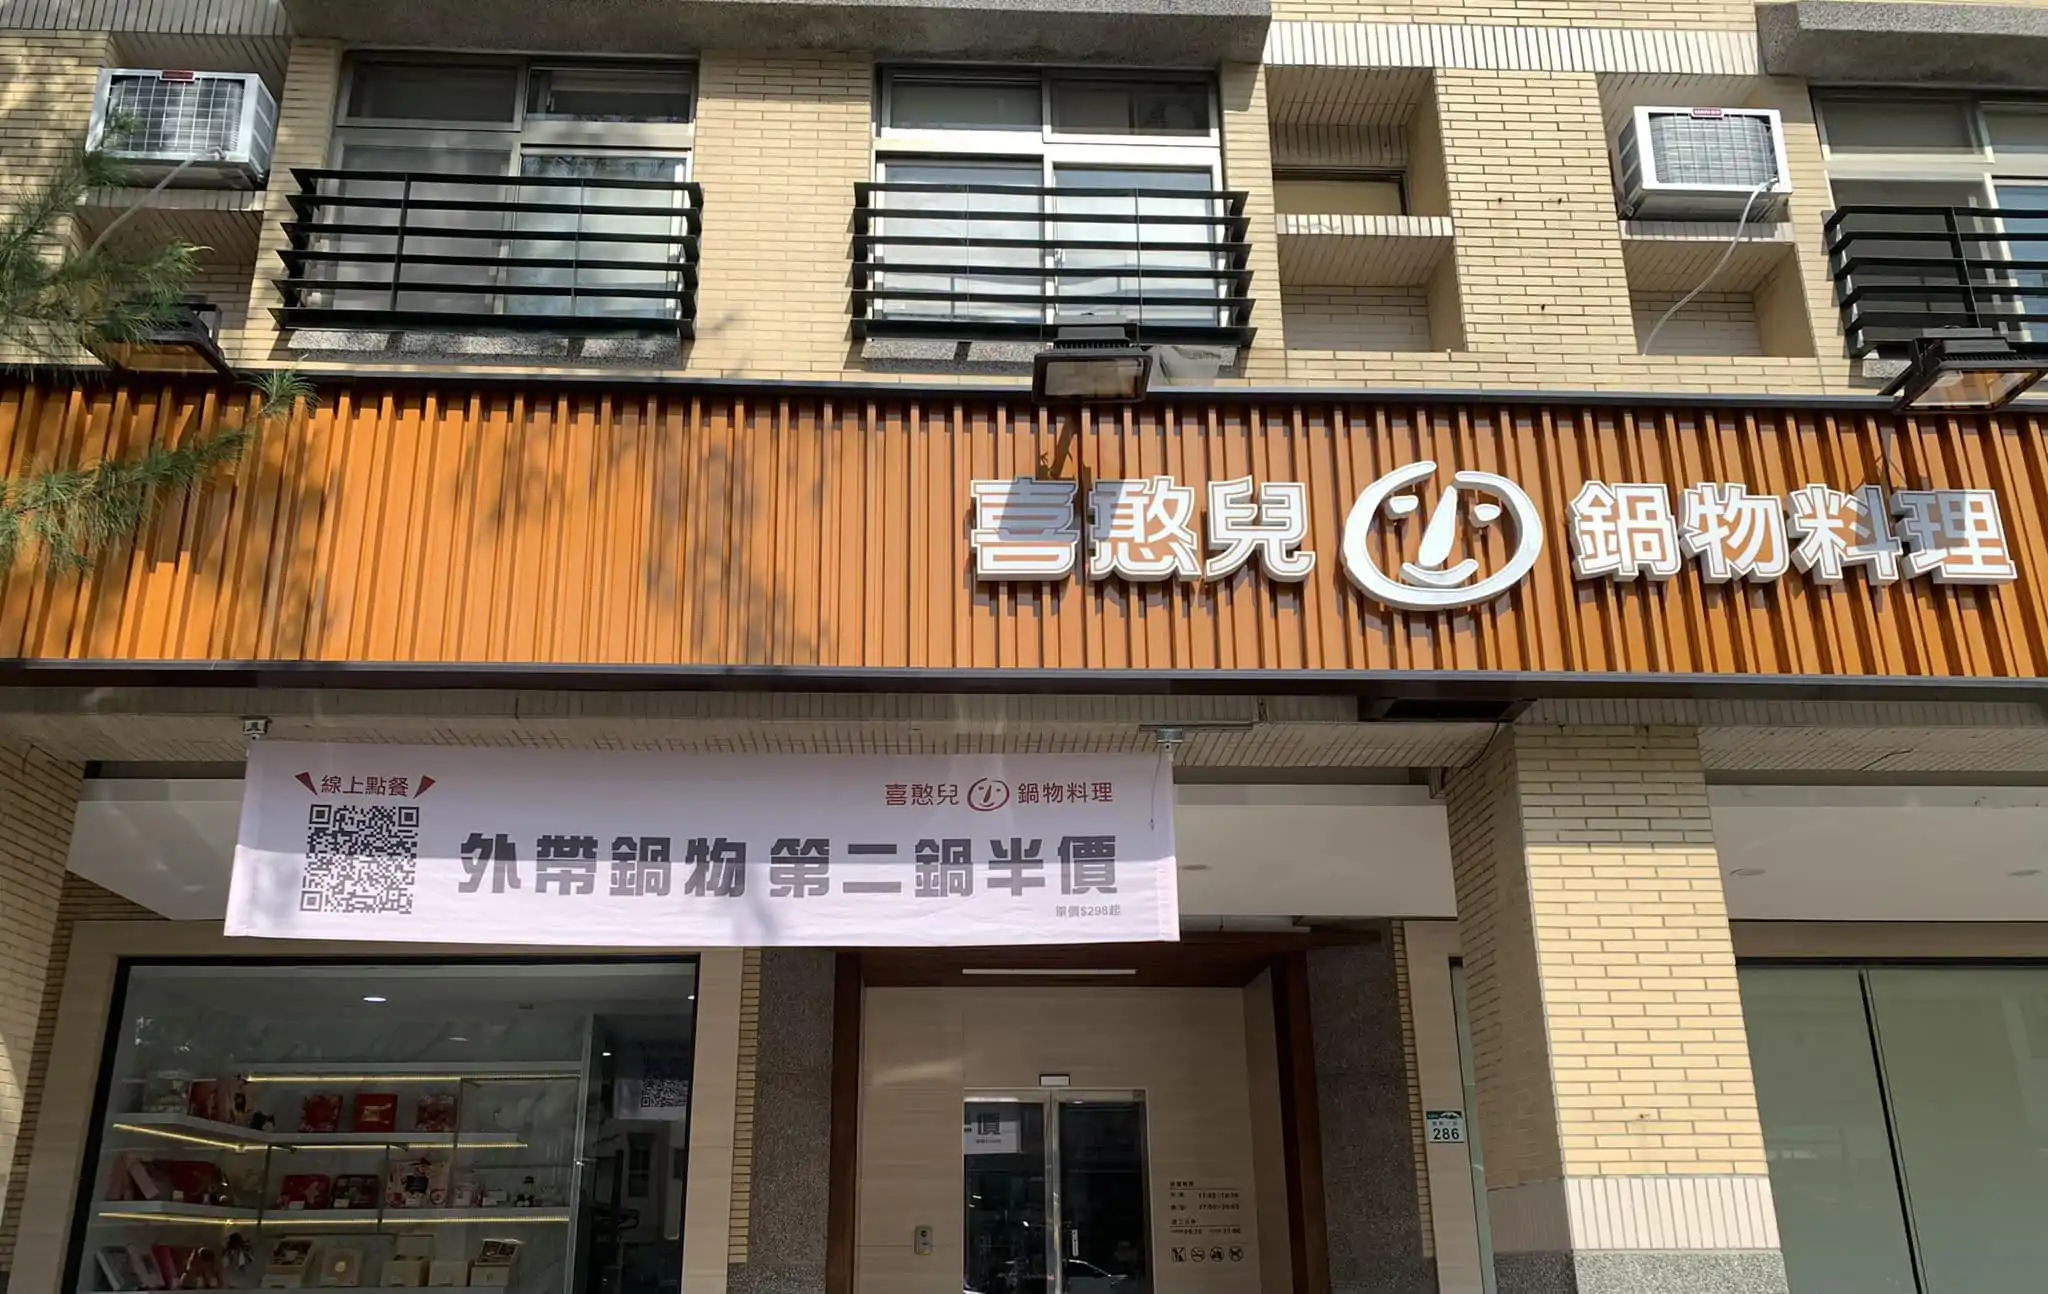 喜憨兒 鍋物料理
線上點餐
喜憨兒 鍋物料理
外帶鍋物 第二鍋半價
單價$298起
286
價